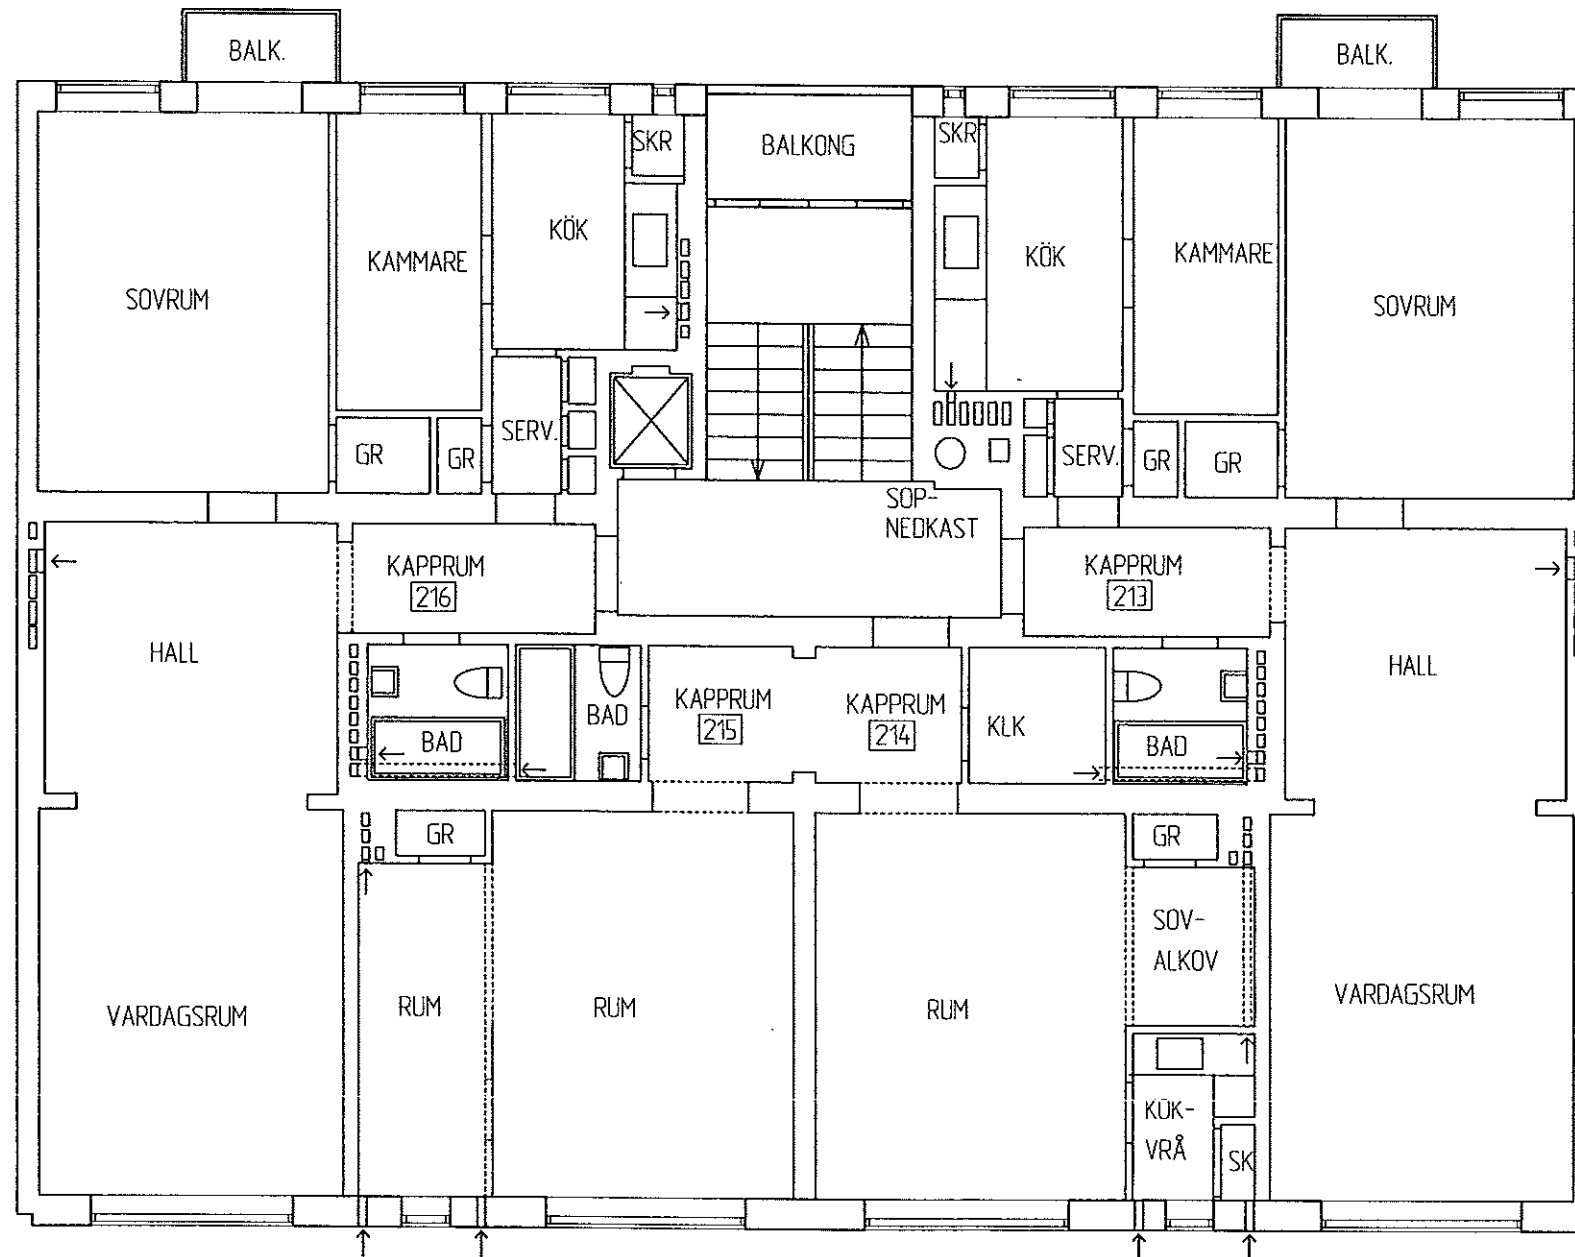 BALK.
BALK.
SKR
BALKONG
SKR
KÖK
KAMMARE
SOVRUM
KÖK
KAMMARE
SOVRUM
GR
GR
SERV.
SERV.
GR
GR
SOP-
NEDKAST
KAPPRUM
216
KAPPRUM
213
HALL
HALL
BAD
BAD
KAPPRUM
215
KAPPRUM
214
KLK
BAD
GR
GR
SOV-
ALKOV
VARDAGSRUM
RUM
RUM
RUM
VARDAGSRUM
KÖK-
VRÅ
SK